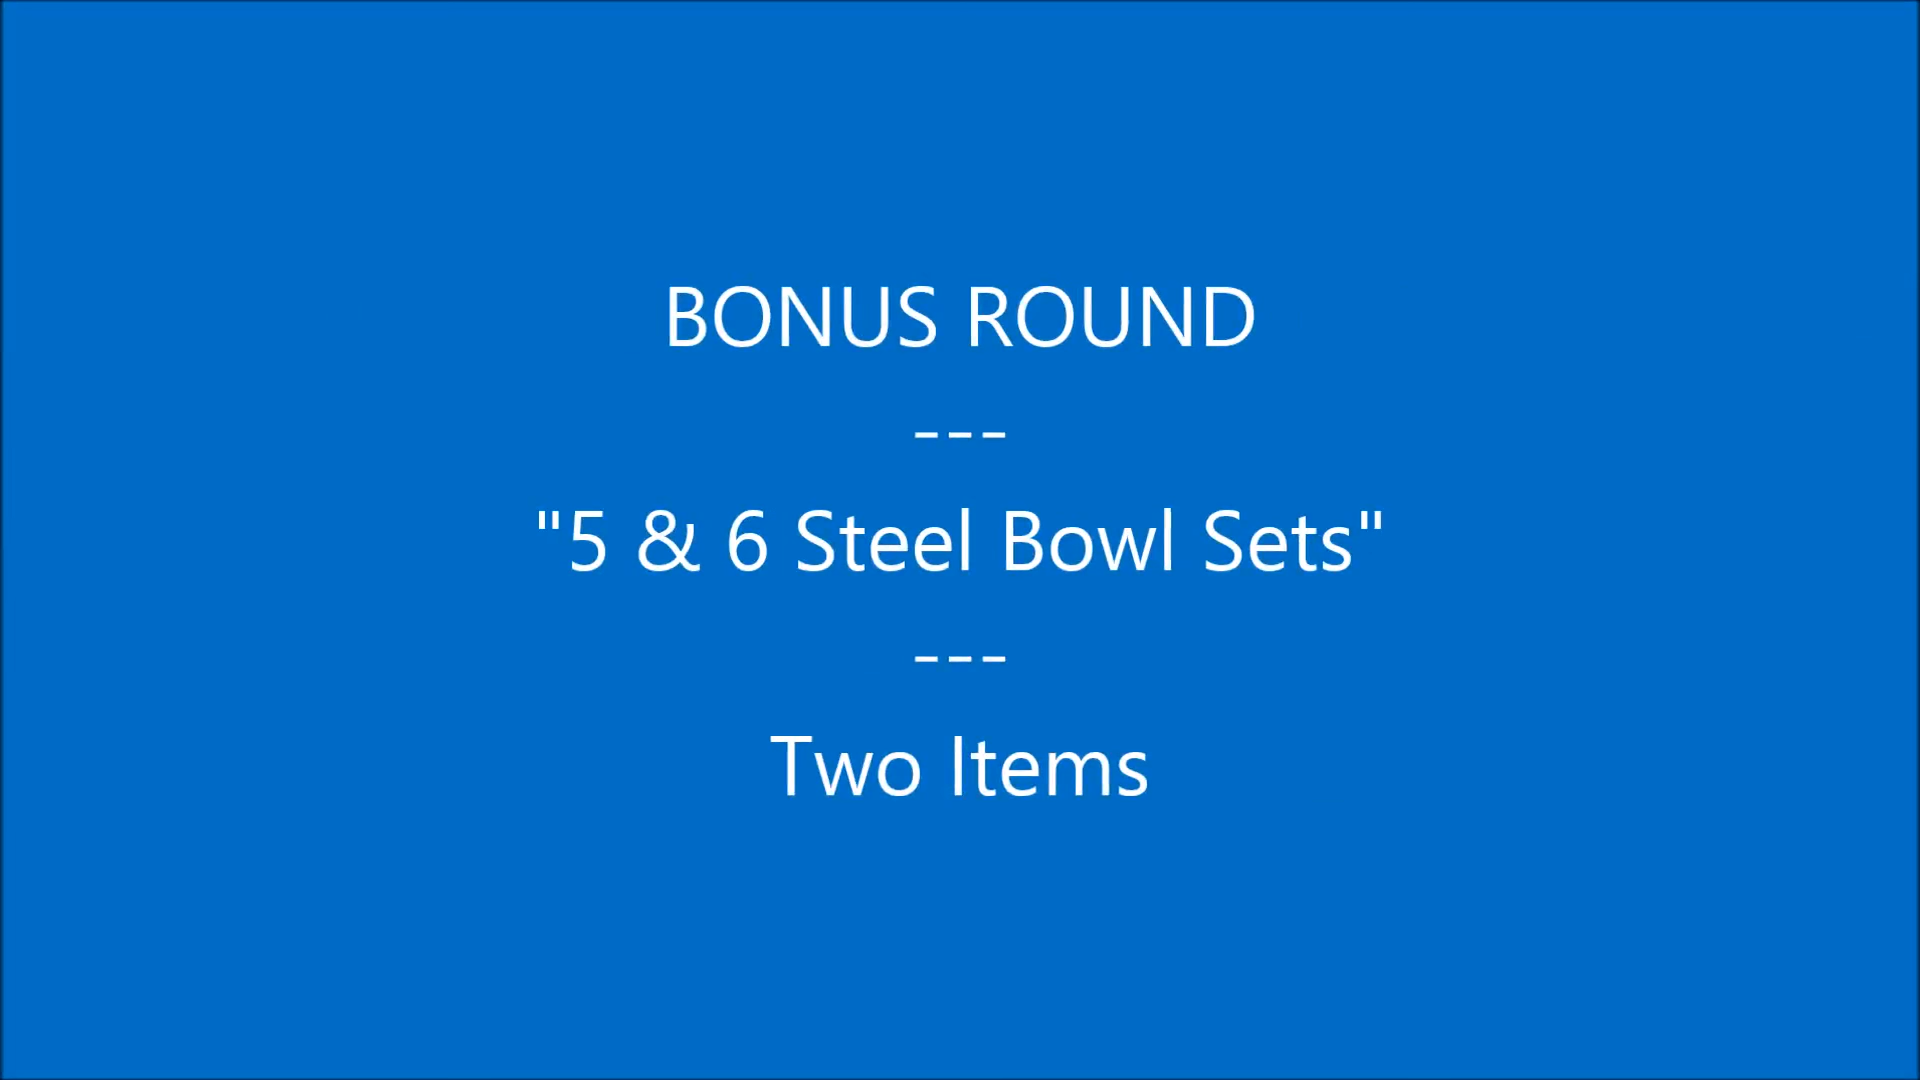 BONUS ROUND
---
"5 & 6 Steel Bowl Sets"
---
Two Items